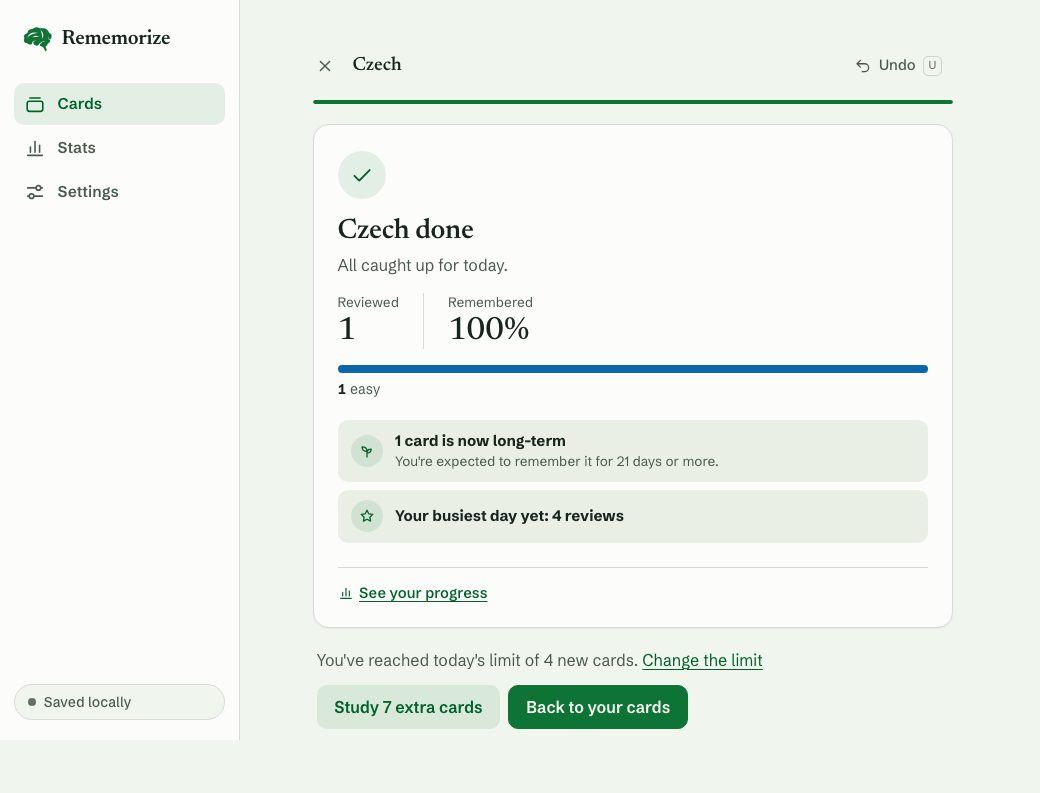 Rememorize
Cards
Stats
Settings
Saved locally
Czech
Undo U
Czech done
All caught up for today.
Reviewed
1
Remembered
100%
1 easy
1 card is now long-term
You're expected to remember it for 21 days or more.
Your busiest day yet: 4 reviews
See your progress
You've reached today's limit of 4 new cards. Change the limit
Study 7 extra cards
Back to your cards